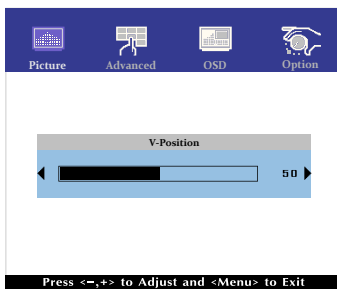 Picture Advanced OSD Option
V-Position
50
Press <-,+> to Adjust and <Menu> to Exit